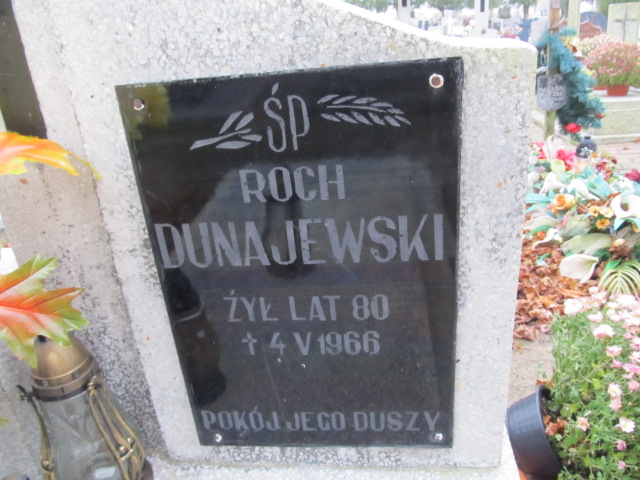 ŚP
ROCH
DUNAJEWSKI
ŻYŁ LAT 80
† 4 V 1966
POKÓJ JEGO DUSZY